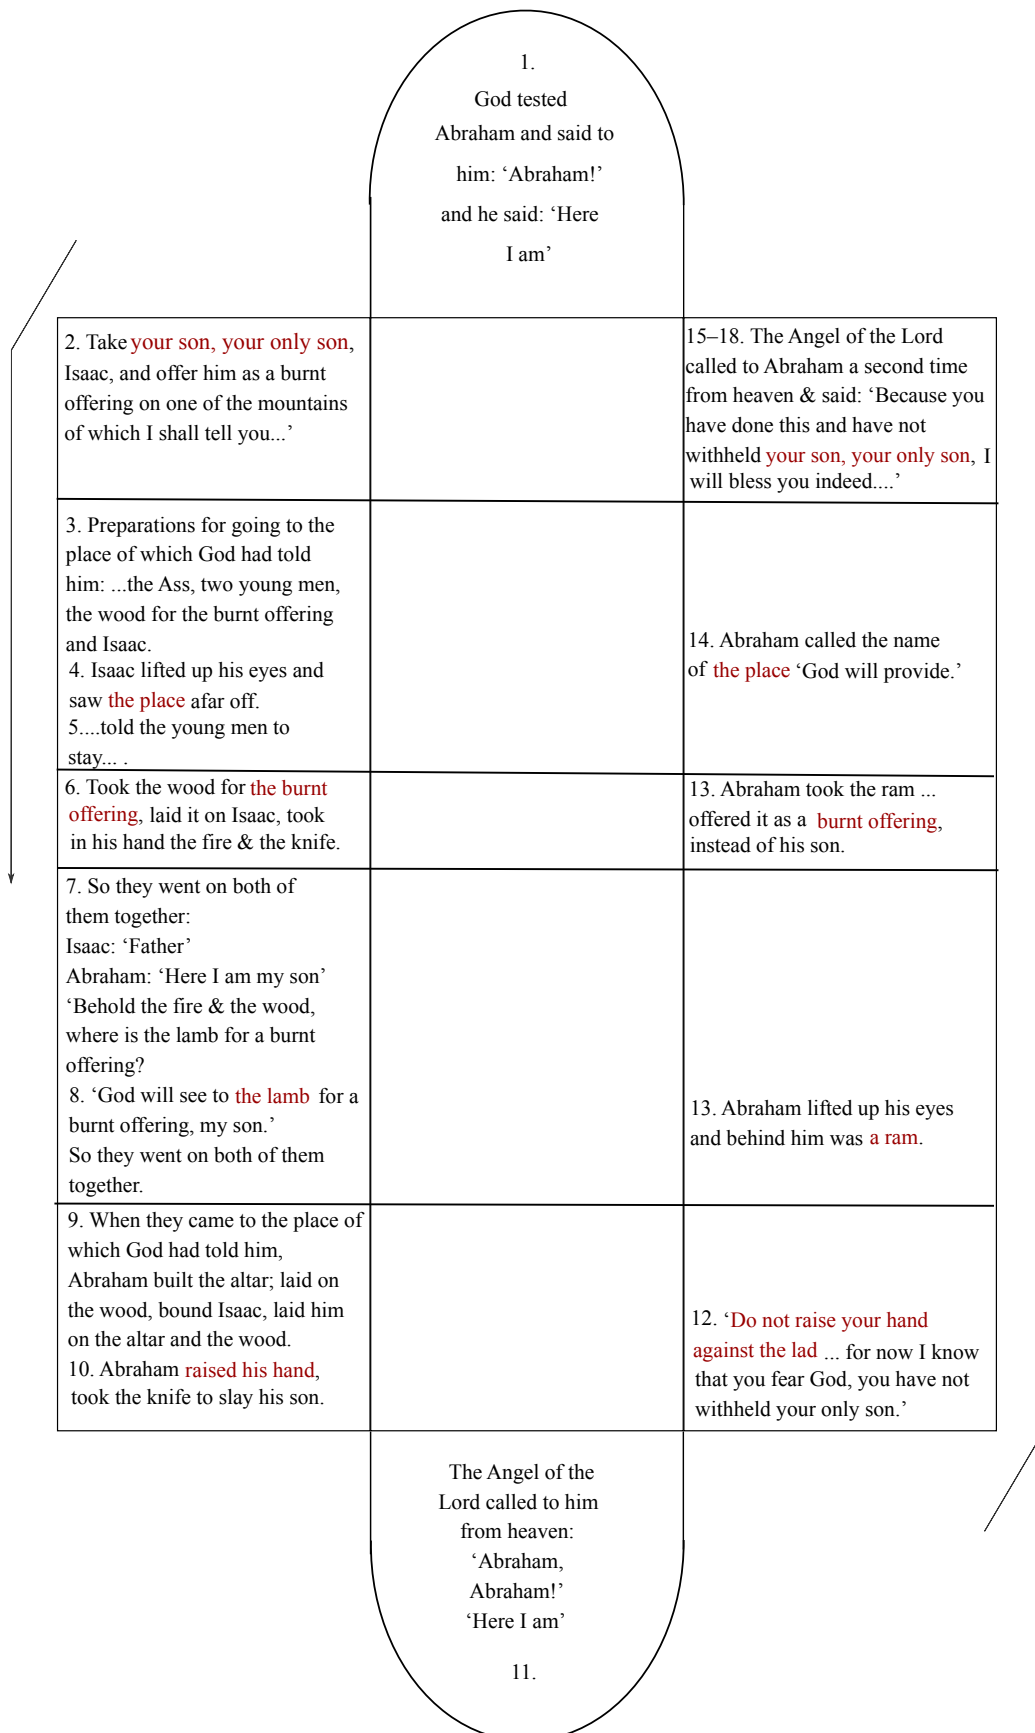 1.
God tested
Abraham and said to
him: ‘Abraham!’
and he said: ‘Here
I am’
2. Take your son, your only son,
Isaac, and offer him as a burnt
offering on one of the mountains
of which I shall tell you...’
15–18. The Angel of the Lord
called to Abraham a second time
from heaven & said: ‘Because you
have done this and have not
withheld your son, your only son, I
will bless you indeed....’
3. Preparations for going to the
place of which God had told
him: ...the Ass, two young men,
the wood for the burnt offering
and Isaac.
4. Isaac lifted up his eyes and
saw the place afar off.
5....told the young men to
stay... .
14. Abraham called the name
of the place ‘God will provide.’
6. Took the wood for the burnt
offering, laid it on Isaac, took
in his hand the fire & the knife.
13. Abraham took the ram ...
offered it as a burnt offering,
instead of his son.
7. So they went on both of
them together:
Isaac: ‘Father’
Abraham: ‘Here I am my son’
‘Behold the fire & the wood,
where is the lamb for a burnt
offering?
8. ‘God will see to the lamb for a
burnt offering, my son.’
So they went on both of them
together.
13. Abraham lifted up his eyes
and behind him was a ram.
9. When they came to the place of
which God had told him,
Abraham built the altar; laid on
the wood, bound Isaac, laid him
on the altar and the wood.
10. Abraham raised his hand,
took the knife to slay his son.
12. ‘Do not raise your hand
against the lad ... for now I know
that you fear God, you have not
withheld your only son.’
The Angel of the
Lord called to him
from heaven:
‘Abraham,
Abraham!’
‘Here I am’
11.